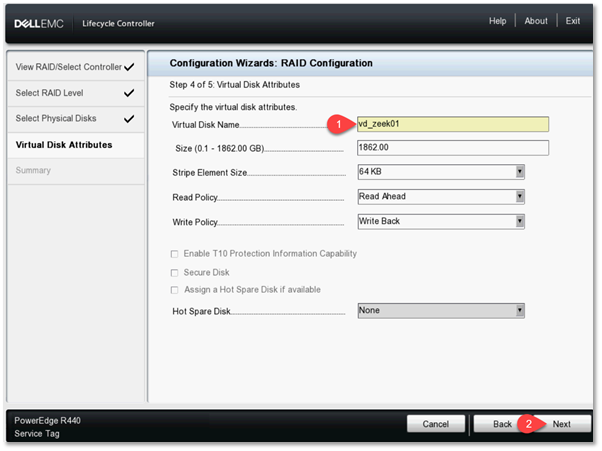 DELLEMC Lifecycle Controller Help About Exit
Configuration Wizards: RAID Configuration
View RAID/Select Controller
Select RAID Level
Select Physical Disks
Virtual Disk Attributes
Summary
Step 4 of 5: Virtual Disk Attributes
Specify the virtual disk attributes.
Virtual Disk Name 1 vd_zeek01
Size (0.1 - 1862.00 GB) 1862.00
Stripe Element Size 64 KB
Read Policy Read Ahead
Write Policy Write Back
Enable T10 Protection Information Capability
Secure Disk
Assign a Hot Spare Disk if available
Hot Spare Disk None
PowerEdge R440
Service Tag
Cancel Back 2 Next